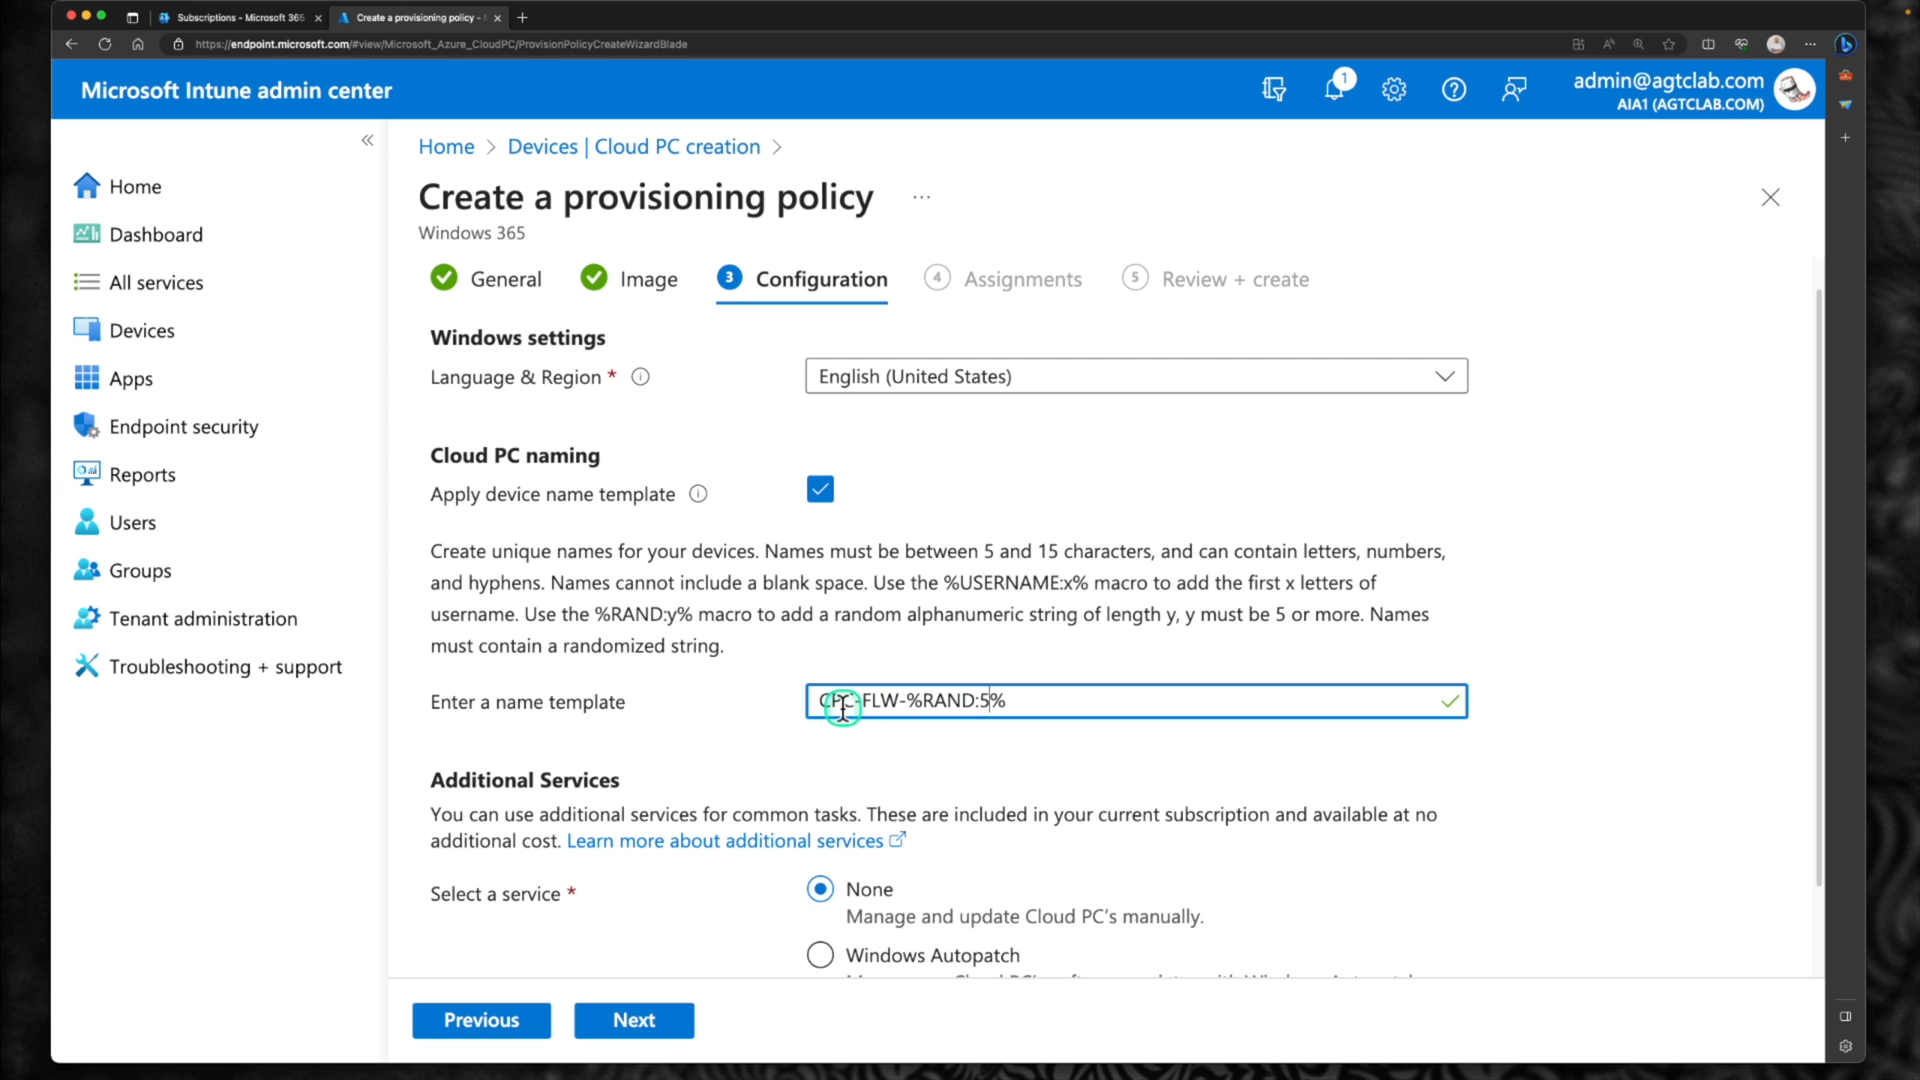 Subscriptions - Microsoft 365
Create a provisioning policy -
https://endpoint.microsoft.com/#view/Microsoft_Azure_CloudPC/ProvisionPolicyCreateWizardBlade
Microsoft Intune admin center
1
admin@agtclab.com
AIA1 (AGTCLAB.COM)
Home > Devices | Cloud PC creation >
Create a provisioning policy ...
Windows 365
General
Image
3 Configuration
4 Assignments
5 Review + create
Home
Dashboard
All services
Devices
Apps
Endpoint security
Reports
Users
Groups
Tenant administration
Troubleshooting + support
Windows settings
Language & Region *
English (United States)
Cloud PC naming
Apply device name template
Create unique names for your devices. Names must be between 5 and 15 characters, and can contain letters, numbers,
and hyphens. Names cannot include a blank space. Use the %USERNAME:x% macro to add the first x letters of
username. Use the %RAND:y% macro to add a random alphanumeric string of length y, y must be 5 or more. Names
must contain a randomized string.
Enter a name template
CPC-FLW-%RAND:5%
Additional Services
You can use additional services for common tasks. These are included in your current subscription and available at no
additional cost. Learn more about additional services
Select a service *
None
Manage and update Cloud PC's manually.
Windows Autopatch
Previous
Next